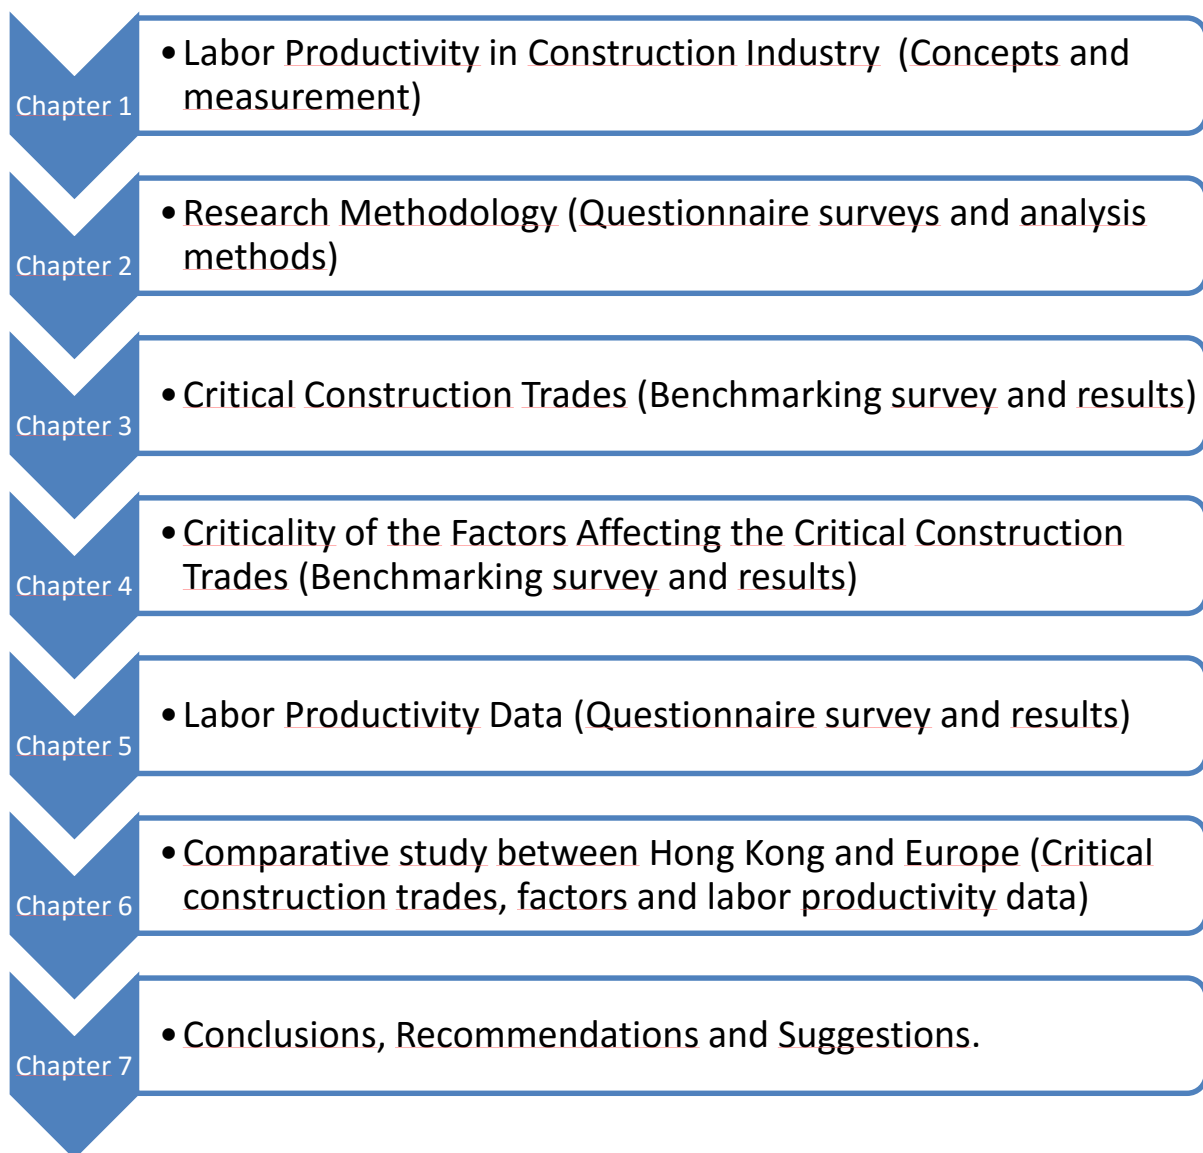 • Labor Productivity in Construction Industry  (Concepts and
measurement)
Chapter 1
• Research Methodology (Questionnaire surveys and analysis
methods)
Chapter 2
• Critical Construction Trades (Benchmarking survey and results)
Chapter 3
• Criticality of the Factors Affecting the Critical Construction
Trades (Benchmarking survey and results)
Chapter 4
• Labor Productivity Data (Questionnaire survey and results)
Chapter 5
• Comparative study between Hong Kong and Europe (Critical
construction trades, factors and labor productivity data)
Chapter 6
• Conclusions, Recommendations and Suggestions.
Chapter 7